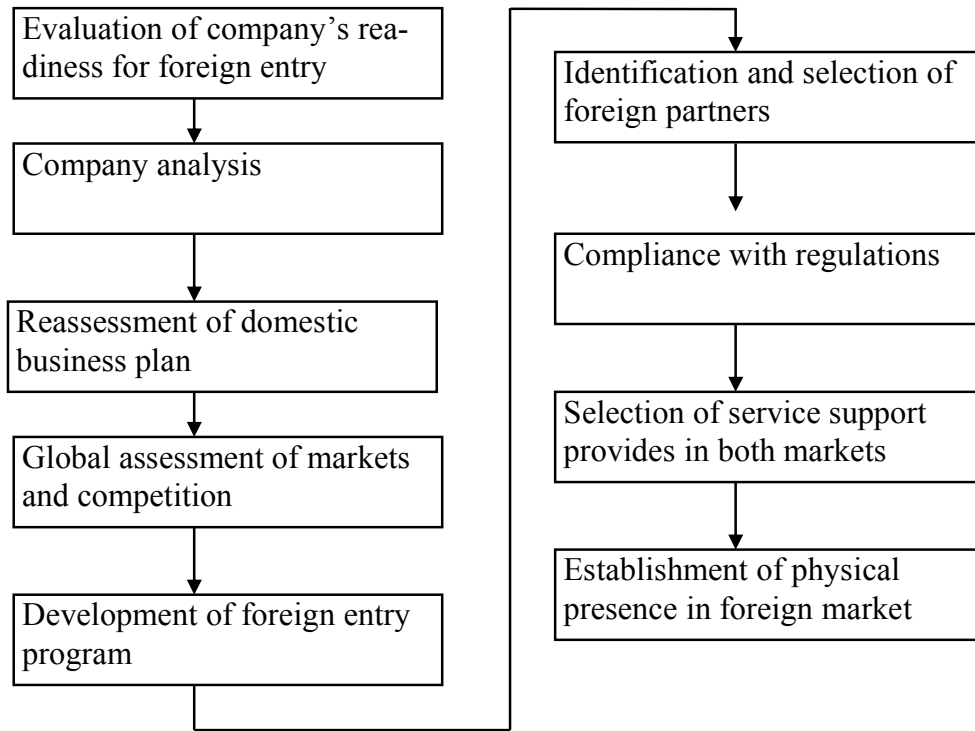 Evaluation of company’s rea-
diness for foreign entry
Company analysis
Reassessment of domestic
business plan
Global assessment of markets
and competition
Development of foreign entry
program
Identification and selection of
foreign partners
Compliance with regulations
Selection of service support
provides in both markets
Establishment of physical
presence in foreign market